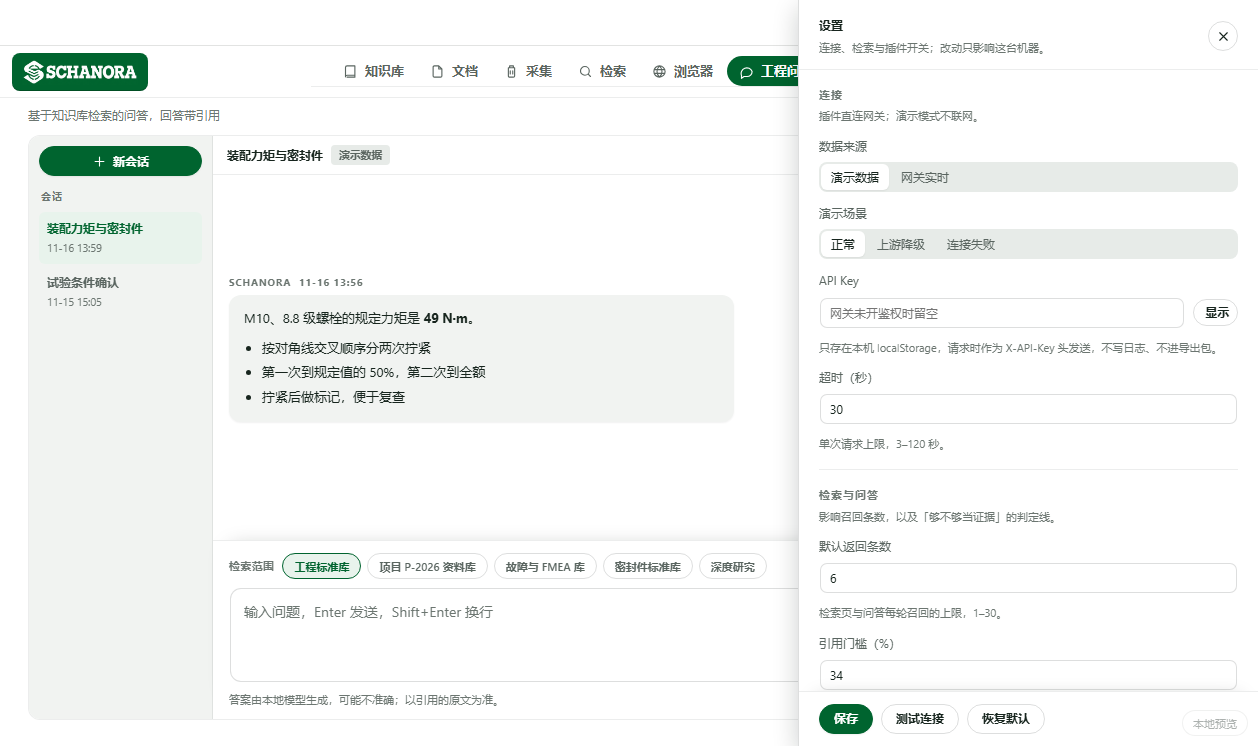 SCHANORA
知识库
文档
采集
检索
浏览器
工程问
基于知识库检索的问答，回答带引用
新会话
会话
装配力矩与密封件
11-16 13:59
试验条件确认
11-15 15:05
装配力矩与密封件 演示数据
SCHANORA 11-16 13:56
M10、8.8 级螺栓的规定力矩是 49 N·m。
按对角线交叉顺序分两次拧紧
第一次到规定值的 50%，第二次到全额
拧紧后做标记，便于复查
检索范围 工程标准库 项目 P-2026 资料库 故障与 FMEA 库 密封件标准库 深度研究
输入问题，Enter 发送，Shift+Enter 换行
答案由本地模型生成，可能不准确；以引用的原文为准。
设置
连接、检索与插件开关；改动只影响这台机器。
连接
插件直连网关；演示模式不联网。
数据来源
演示数据 网关实时
演示场景
正常 上游降级 连接失败
API Key
网关未开鉴权时留空 显示
只存在本机 localStorage，请求时作为 X-API-Key 头发送，不写日志、不进导出包。
超时（秒）
30
单次请求上限，3–120 秒。
检索与问答
影响召回条数，以及「够不够当证据」的判定线。
默认返回条数
6
检索页与问答每轮召回的上限，1–30。
引用门槛（%）
34
保存 测试连接 恢复默认
本地预览